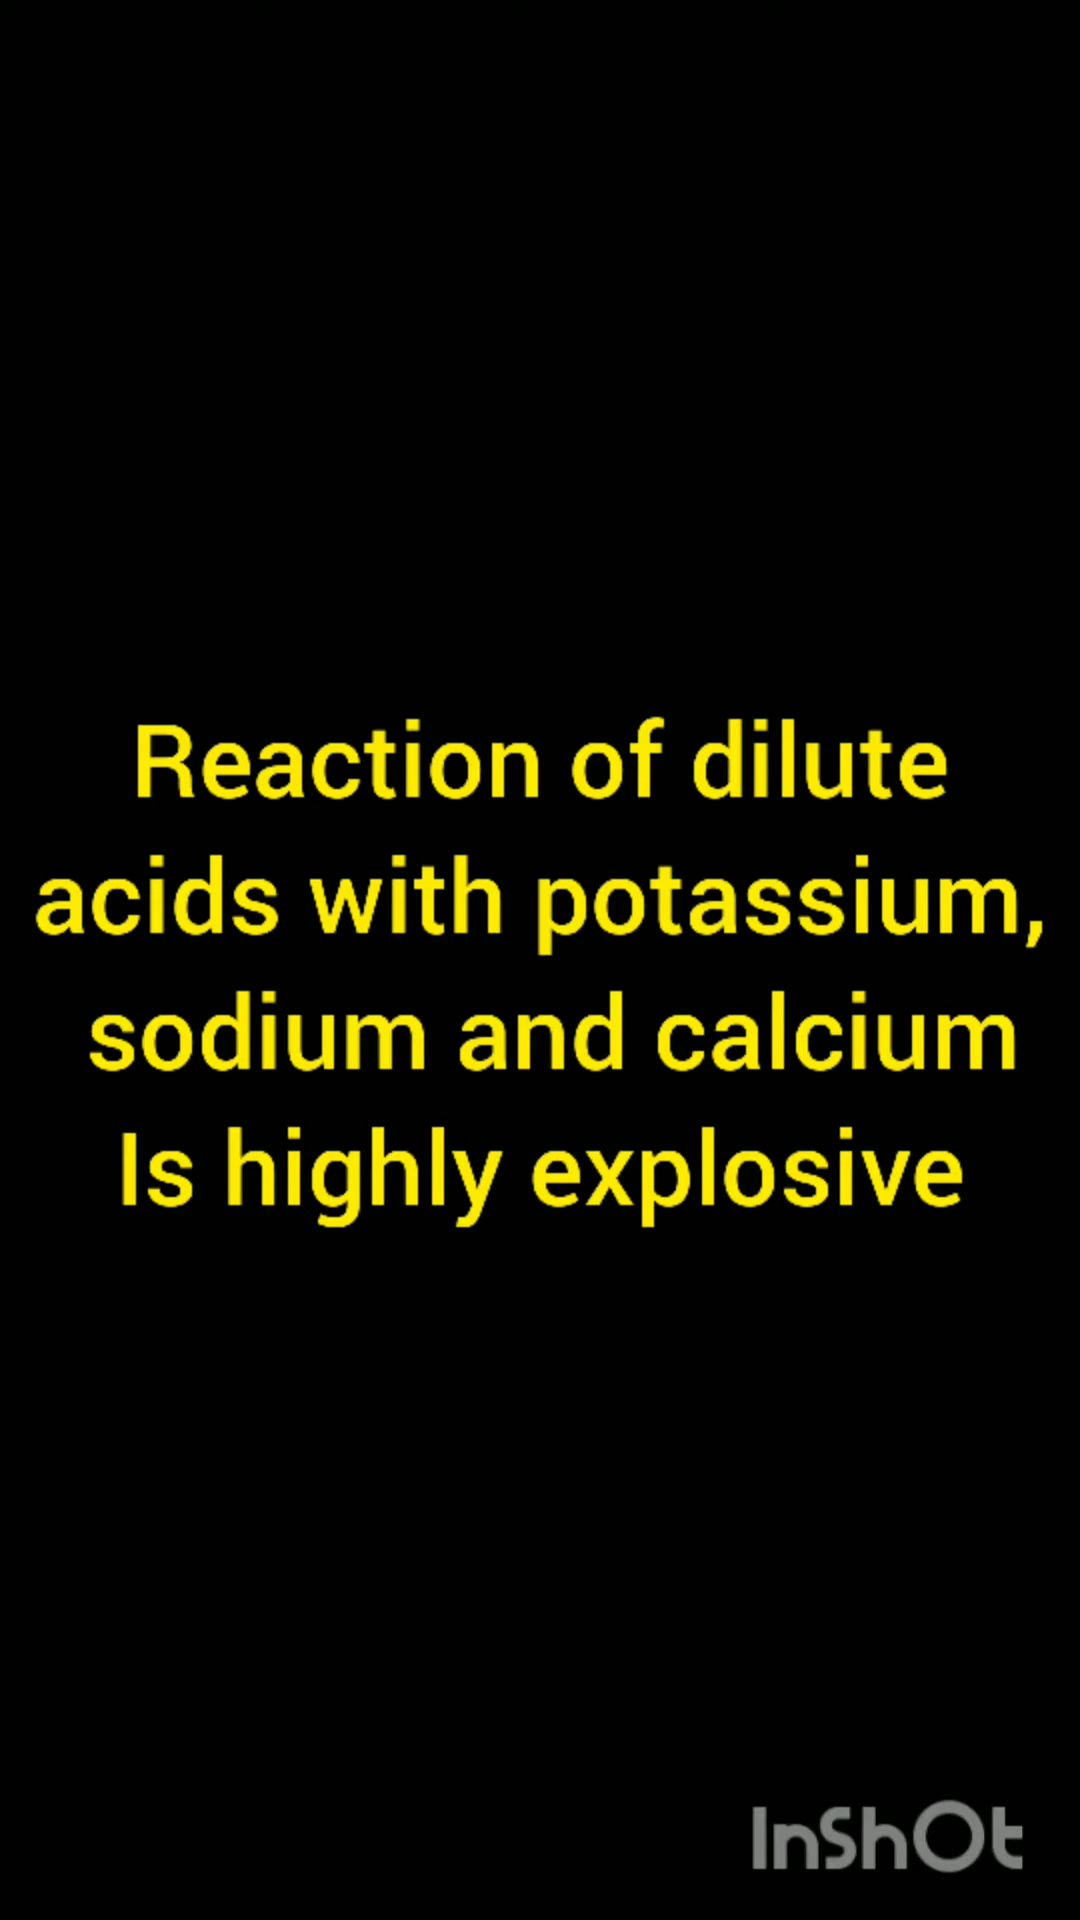 Reaction of dilute
acids with potassium,
sodium and calcium
Is highly explosive
InShOt